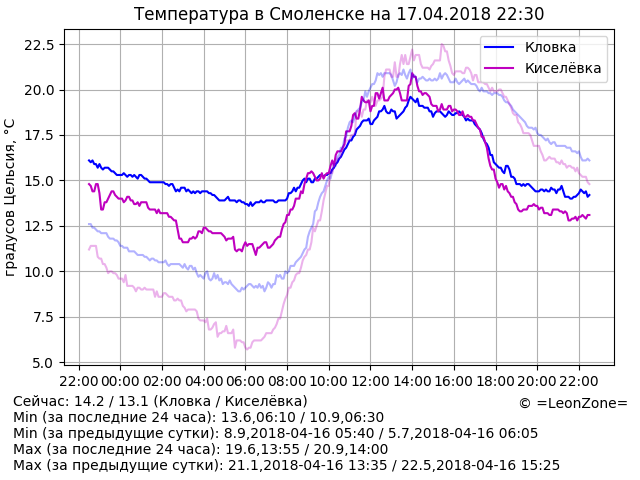 Температура в Смоленске на 17.04.2018 22:30
градусов Цельсия, °C
22.5
20.0
17.5
15.0
12.5
10.0
7.5
5.0
Кловка
Киселёвка
22:00 00:00 02:00 04:00 06:00 08:00 10:00 12:00 14:00 16:00 18:00 20:00 22:00
Сейчас: 14.2 / 13.1 (Кловка / Киселёвка)
© =LeonZone=
Min (за последние 24 часа): 13.6,06:10 / 10.9,06:30
Min (за предыдущие сутки): 8.9,2018-04-16 05:40 / 5.7,2018-04-16 06:05
Max (за последние 24 часа): 19.6,13:55 / 20.9,14:00
Max (за предыдущие сутки): 21.1,2018-04-16 13:35 / 22.5,2018-04-16 15:25